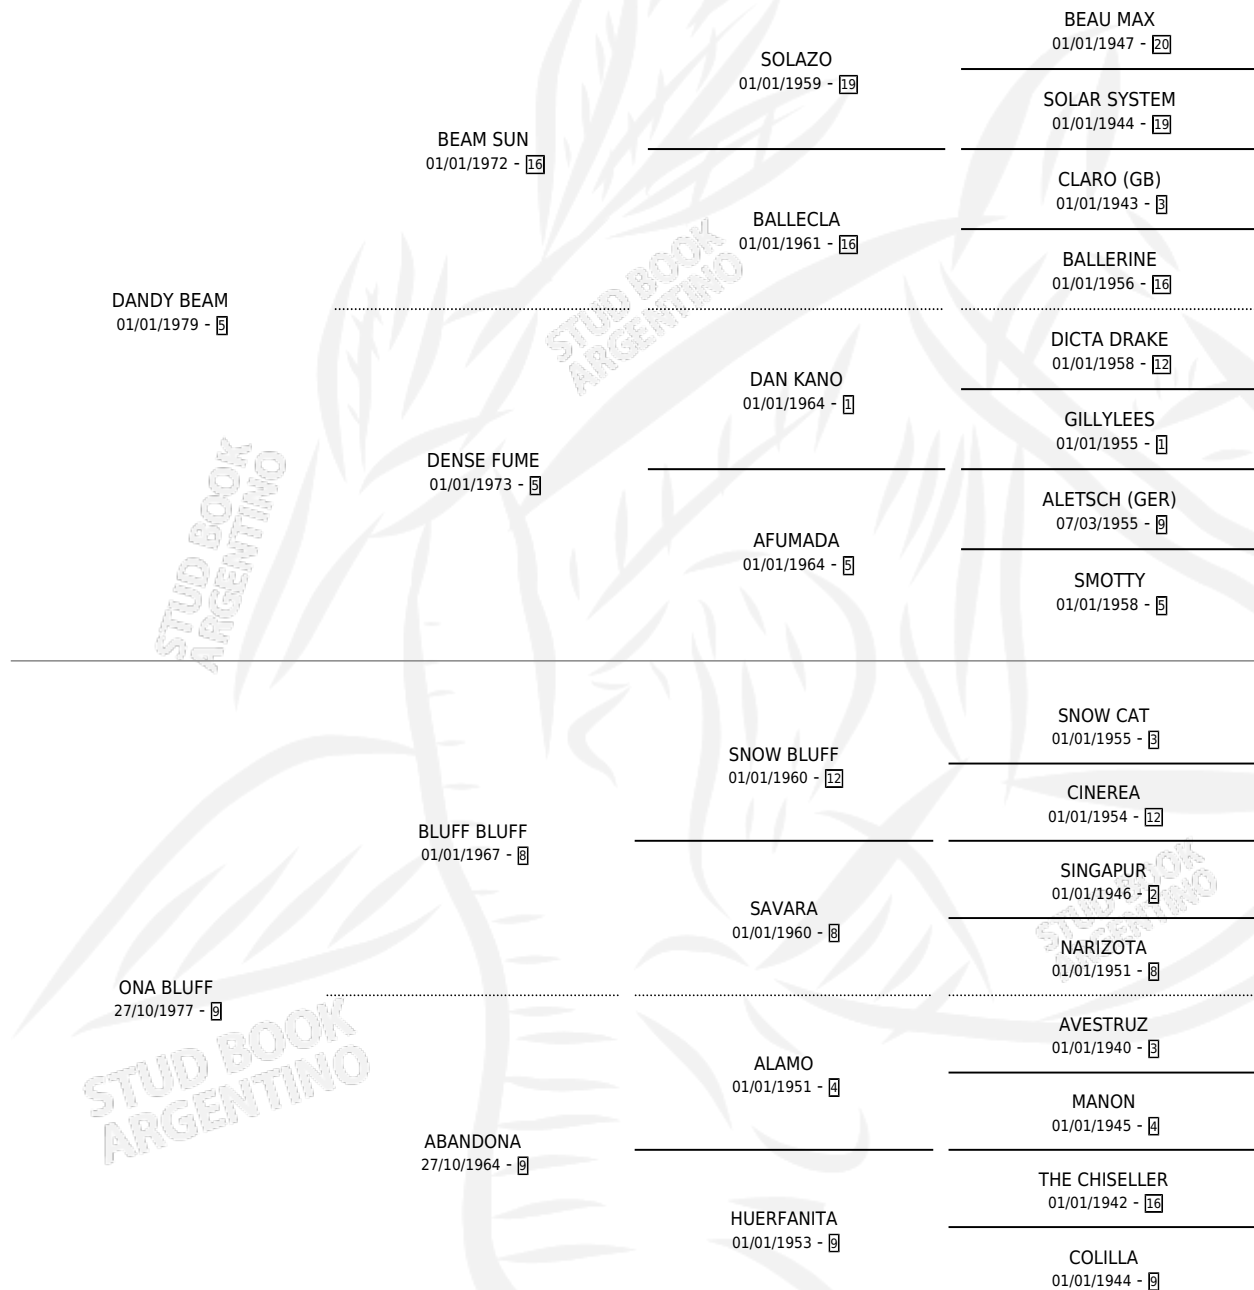 BEAU MAX
01/01/1947 - 20
SOLAZO
01/01/1959 - 19
SOLAR SYSTEM
01/01/1944 - 19
BEAM SUN
01/01/1972 - 16
CLARO (GB)
01/01/1943 - 3
BALLECLA
01/01/1961 - 16
BALLERINE
01/01/1956 - 16
DANDY BEAM
01/01/1979 - 5
DICTA DRAKE
01/01/1958 - 12
DAN KANO
01/01/1964 - 1
GILLYLEES
01/01/1955 - 1
DENSE FUME
01/01/1973 - 5
ALETSCH (GER)
07/03/1955 - 9
AFUMADA
01/01/1964 - 5
SMOTTY
01/01/1958 - 5
SNOW CAT
01/01/1955 - 3
SNOW BLUFF
01/01/1960 - 12
CINEREA
01/01/1954 - 12
BLUFF BLUFF
01/01/1967 - 8
SINGAPUR
01/01/1946 - 2
SAVARA
01/01/1960 - 8
NARIZOTA
01/01/1951 - 8
ONA BLUFF
27/10/1977 - 9
AVESTRUZ
01/01/1940 - 3
ALAMO
01/01/1951 - 4
MANON
01/01/1945 - 4
ABANDONA
27/10/1964 - 9
THE CHISELLER
01/01/1942 - 16
HUERFANITA
01/01/1953 - 9
COLILLA
01/01/1944 - 9
STUD BOOK
ARGENTINO
STUD BOOK
ARGENTINO
STUD BOOK
ARGENTINO
STUD BOOK
ARGENTINO